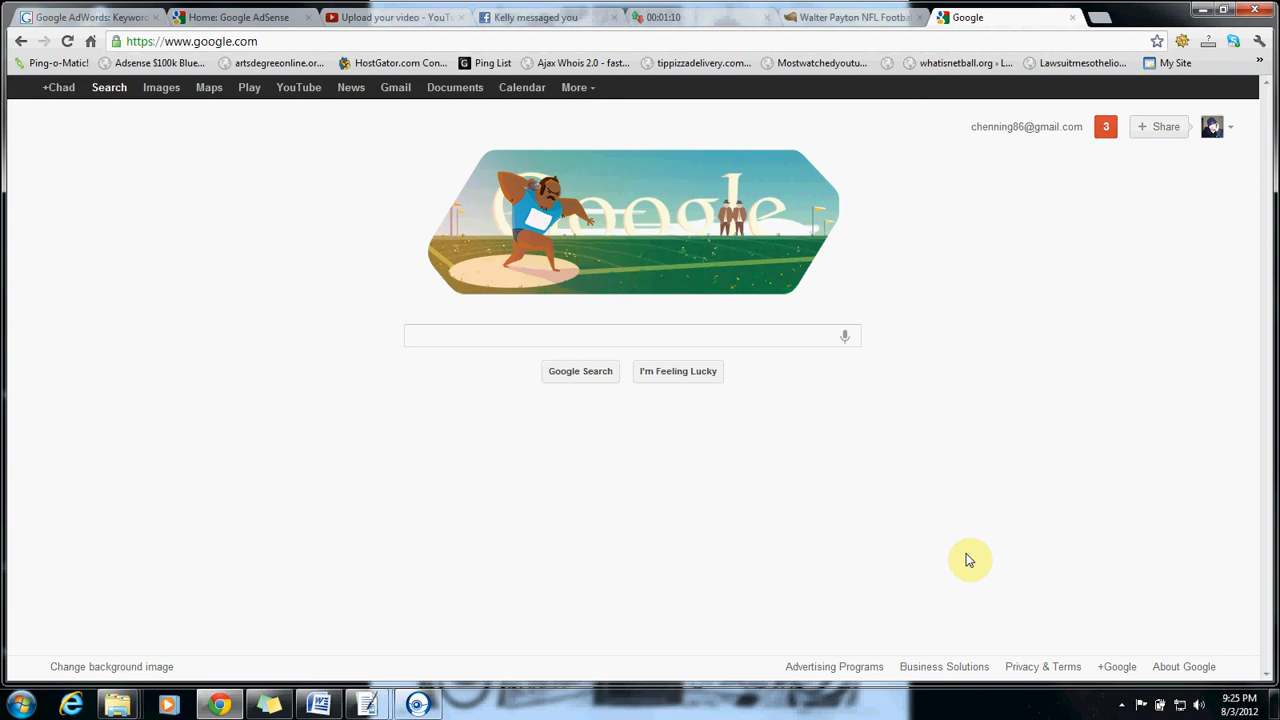 Google AdWords: Keyword
Home: Google AdSense
Upload your video - YouTu
Kelly messaged you
00:01:10
Walter Payton NFL Footbal
Google
https://www.google.com
Ping-o-Matic!
Adsense $100k Blue...
artsdegreeonline.or...
HostGator.com Con...
Ping List
Ajax Whois 2.0 - fast...
tippizzadelivery.com...
Mostwatchedyoutu...
whatisnetball.org › L...
Lawsuitmesothelio...
My Site
+Chad
Search
Images
Maps
Play
YouTube
News
Gmail
Documents
Calendar
More
chenning86@gmail.com
3
+ Share
Google
Google Search
I'm Feeling Lucky
Change background image
Advertising Programs
Business Solutions
Privacy & Terms
+Google
About Google
9:25 PM
8/3/2012